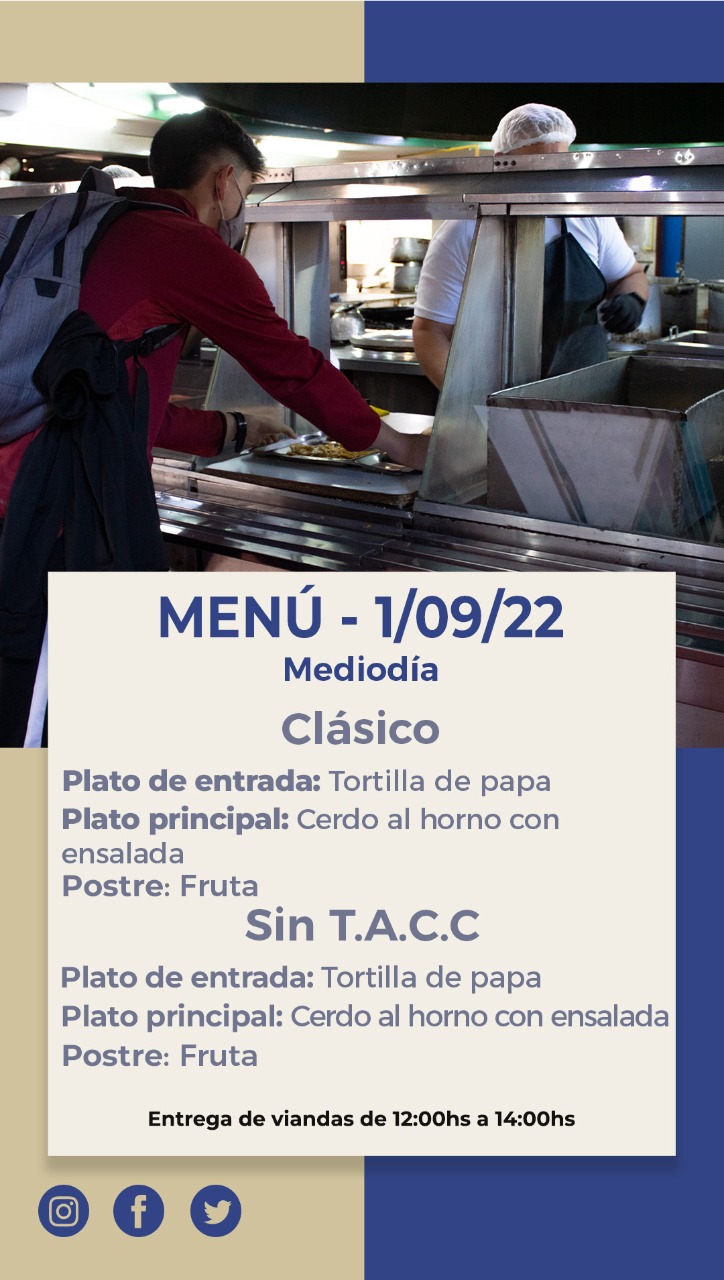 MENÚ - 1/09/22
Mediodía
Clásico
Plato de entrada: Tortilla de papa
Plato principal: Cerdo al horno con
ensalada
Postre: Fruta
Sin T.A.C.C
Plato de entrada: Tortilla de papa
Plato principal: Cerdo al horno con ensalada
Postre: Fruta
Entrega de viandas de 12:00hs a 14:00hs